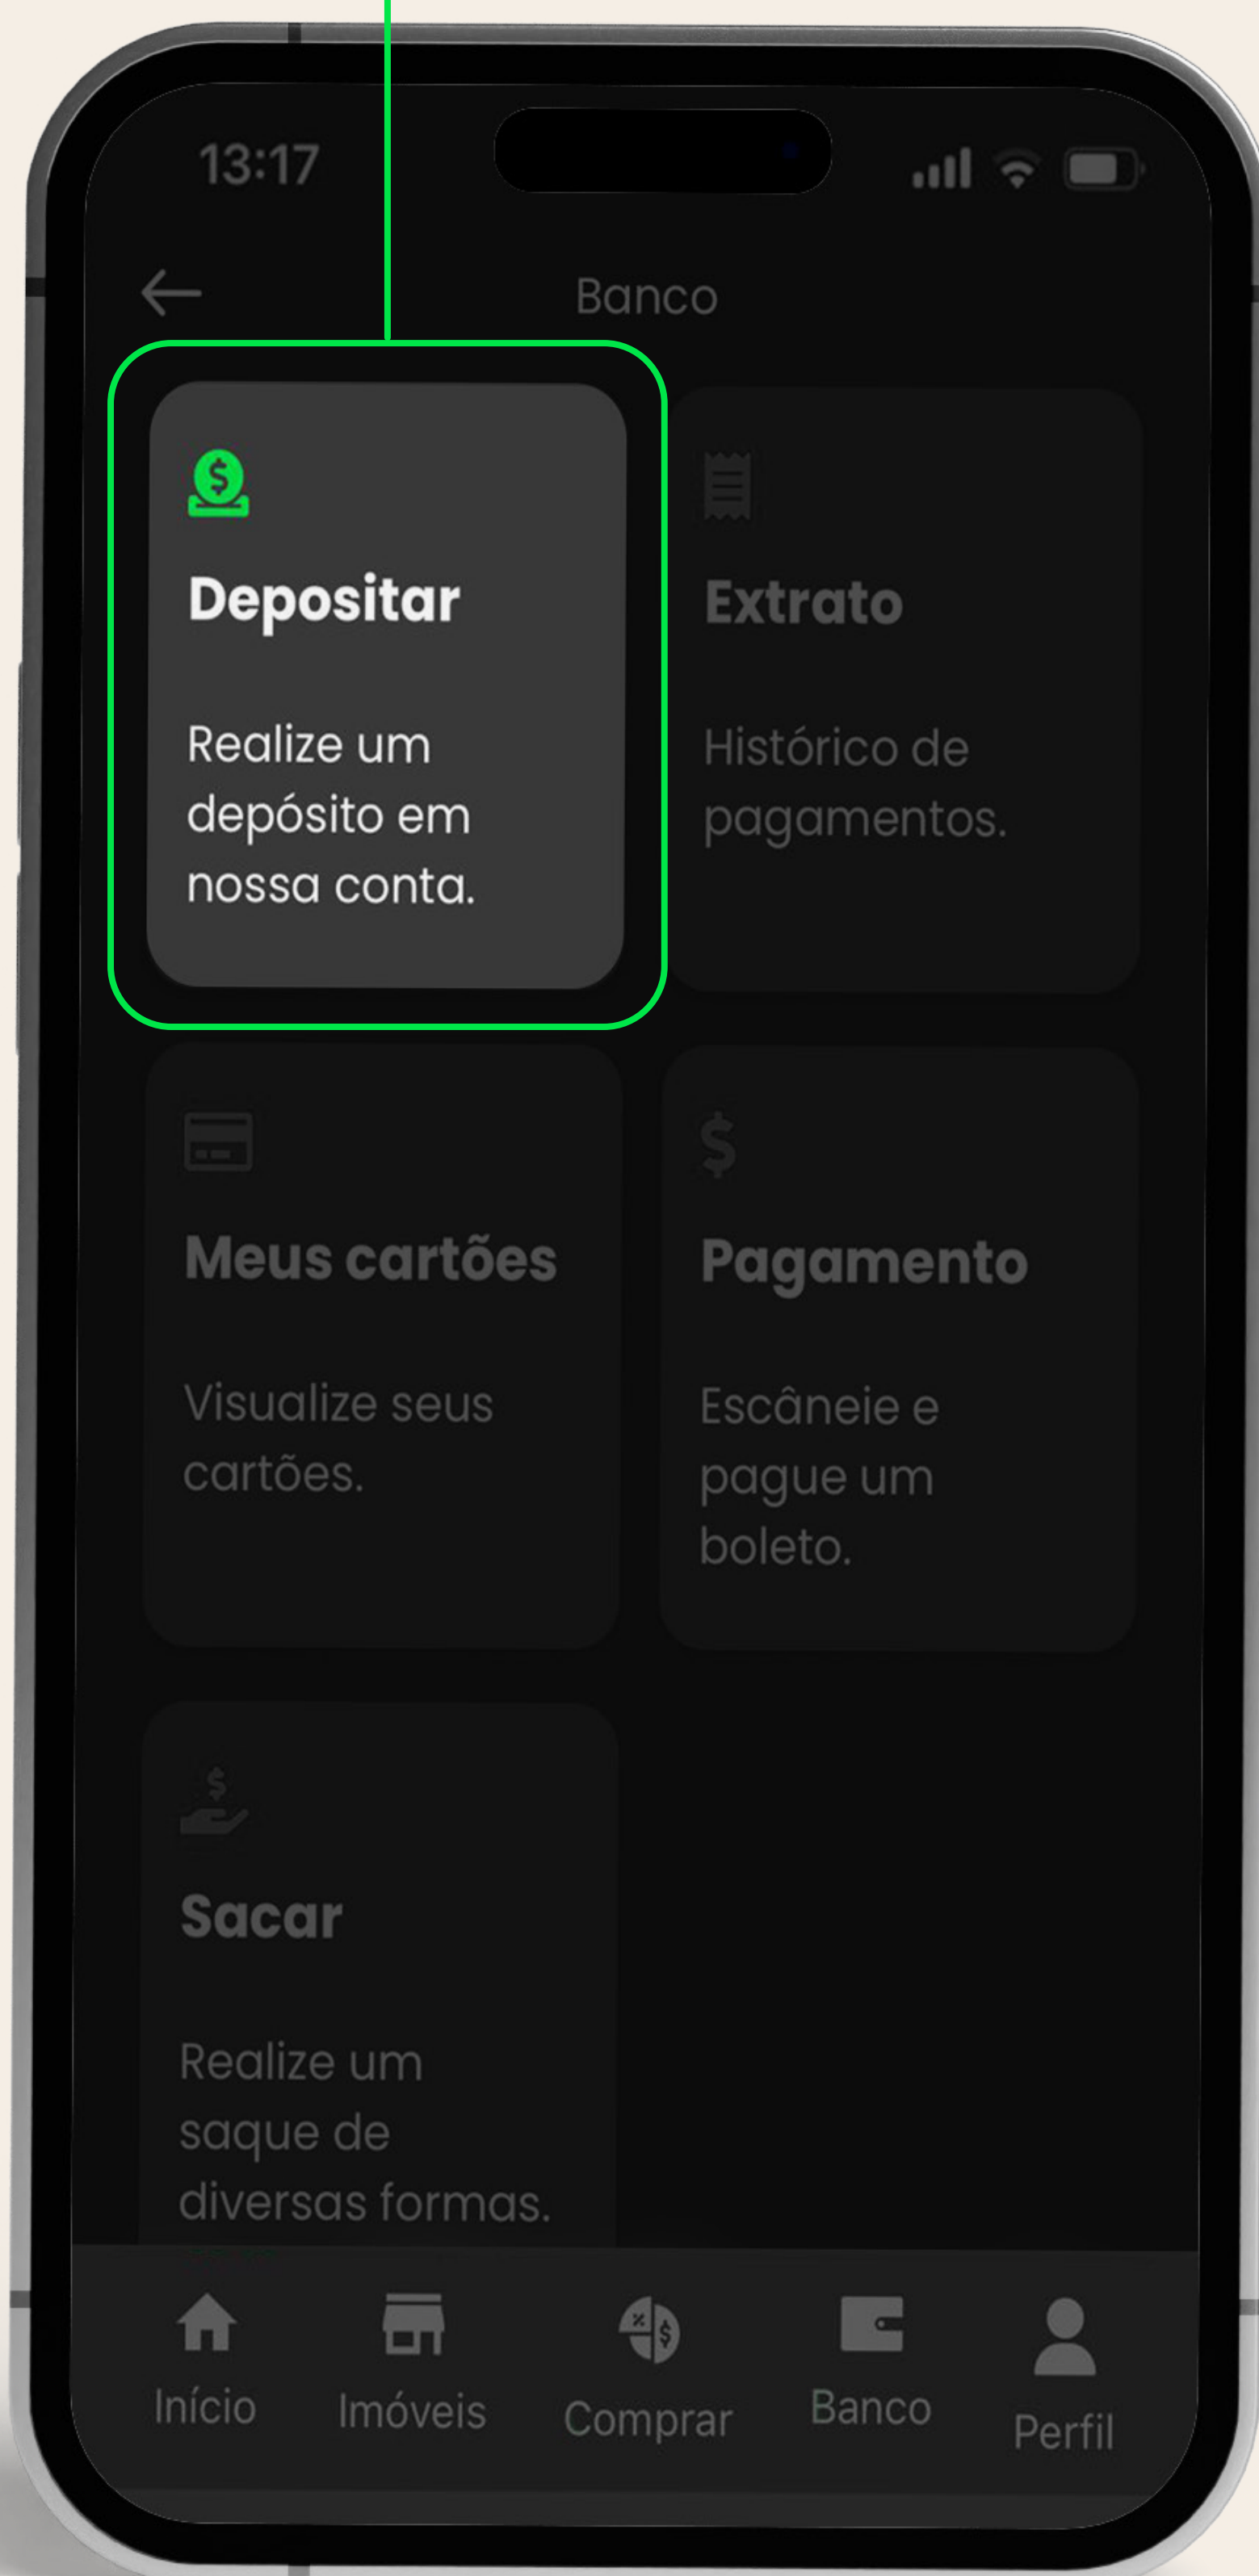 13:17
Banco
Depositar
Realize um
depósito em
nossa conta.
Extrato
Histórico de
pagamentos.
Meus cartões
Visualize seus
cartões.
Pagamento
Escâneie e
pague um
boleto.
Sacar
Realize um
saque de
diversas formas.
Início
Imóveis
Comprar
Banco
Perfil